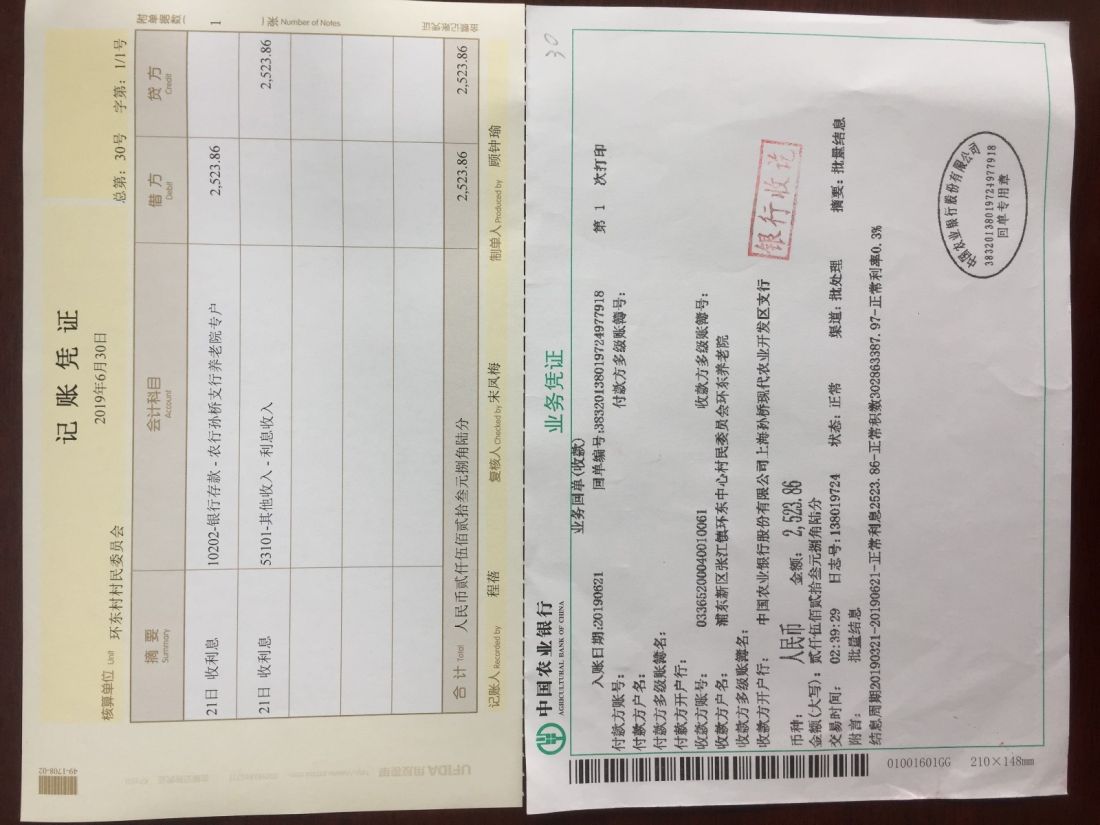 记 账 凭 证
2019年6月30日
总第：30号 字第：1/1号
核算单位 Unit 环东村村民委员会
附单据数( 1 )张 Number of Notes
摘 要 Summary 会计科目 Account 借 方 Debit 贷 方 Credit
21日 收利息 10202-银行存款 - 农行孙桥支行养老院专户 2,523.86
21日 收利息 53101-其他收入 - 利息收入 2,523.86
合 计 Total 人民币贰仟伍佰贰拾叁元捌角陆分 2,523.86 2,523.86
记账人 Recorded by 程蓓 复核人 Checked by 宋凤梅 制单人 Produced by 顾钟瑜
49-1708-02
金额记账凭证
UFIDA 用友表单
30
中国农业银行
AGRICULTURAL BANK OF CHINA
业务凭证
业务回单(收款)
入账日期:20190621 回单编号:38320138019724977918 第 1 次打印
付款方账号： 付款方多级账簿号：
付款方户名：
付款方多级账簿名：
付款方开户行：
收款方账号： 03366520004001​0061 收款方多级账簿号：
收款方户名： 浦东新区张江镇环东中心村民委员会环东养老院
收款方多级账簿名：
收款方开户行： 中国农业银行股份有限公司上海孙桥现代农业开发区支行
币种： 人民币 金额： 2,523.86
金额(大写)：贰仟伍佰贰拾叁元捌角陆分
交易时间： 02:39:29 日志号:138019724 状态：正常 渠道：批处理 摘要：批量结息
附言： 批量结息
结息周期20190321-20190621-正常利息2523.86-正常积数302863387.97-正常利率0.3%
银行收讫
中国农业银行股份有限公司
38320138019724977918
回单专用章
01001601GG 210×148mm